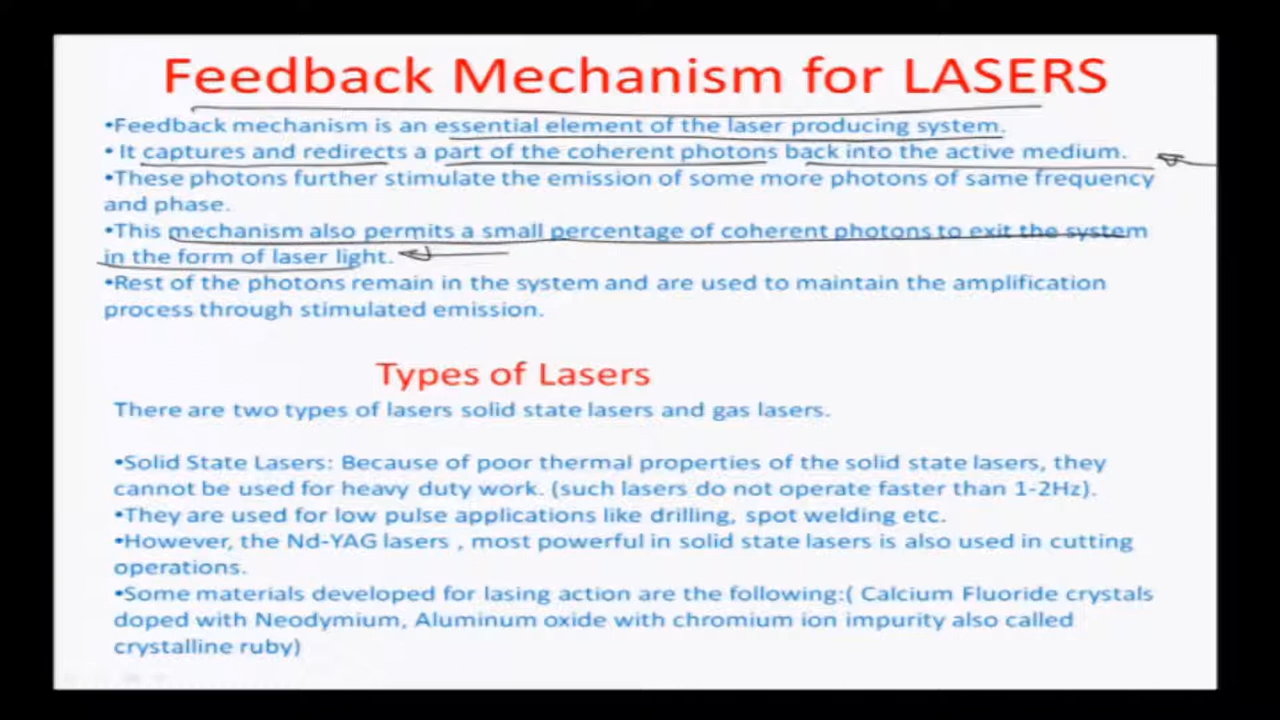 Feedback Mechanism for LASERS
•Feedback mechanism is an essential element of the laser producing system.
• It captures and redirects a part of the coherent photons back into the active medium.
•These photons further stimulate the emission of some more photons of same frequency
and phase.
•This mechanism also permits a small percentage of coherent photons to exit the system
in the form of laser light.
•Rest of the photons remain in the system and are used to maintain the amplification
process through stimulated emission.
Types of Lasers
There are two types of lasers solid state lasers and gas lasers.
•Solid State Lasers: Because of poor thermal properties of the solid state lasers, they
cannot be used for heavy duty work. (such lasers do not operate faster than 1-2Hz).
•They are used for low pulse applications like drilling, spot welding etc.
•However, the Nd-YAG lasers , most powerful in solid state lasers is also used in cutting
operations.
•Some materials developed for lasing action are the following:( Calcium Fluoride crystals
doped with Neodymium, Aluminum oxide with chromium ion impurity also called
crystalline ruby)